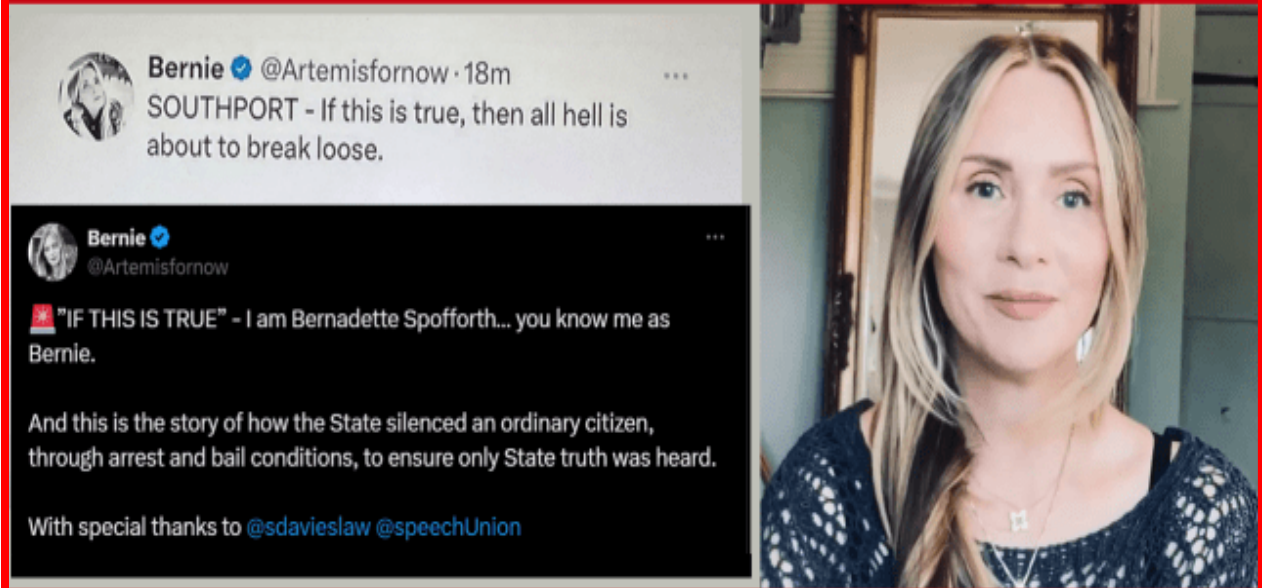 Bernie @Artemisfornow · 18m
SOUTHPORT - If this is true, then all hell is
about to break loose.
Bernie
@Artemisfornow
"IF THIS IS TRUE" - I am Bernadette Spofforth... you know me as
Bernie.
And this is the story of how the State silenced an ordinary citizen,
through arrest and bail conditions, to ensure only State truth was heard.
With special thanks to @sdavieslaw @speechUnion